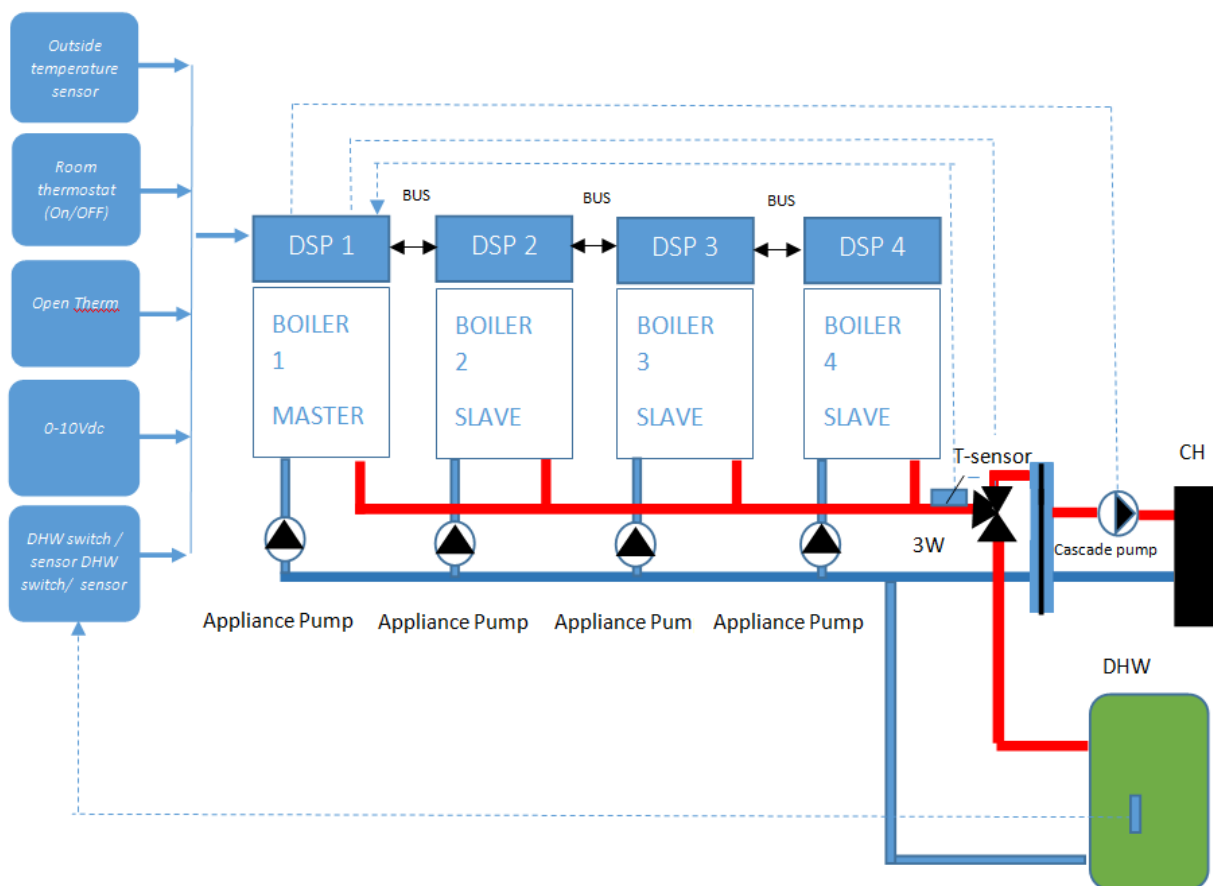 Outside
temperature
sensor
Room
thermostat
(On/OFF)
Open Therm
0-10Vdc
DHW switch /
sensor DHW
switch/ sensor
BUS
BUS
BUS
DSP 1
DSP 2
DSP 3
DSP 4
BOILER
1
MASTER
BOILER
2
SLAVE
BOILER
3
SLAVE
BOILER
4
SLAVE
T-sensor
CH
3W
Cascade pump
Appliance Pump
Appliance Pump
Appliance Pum
Appliance Pump
DHW